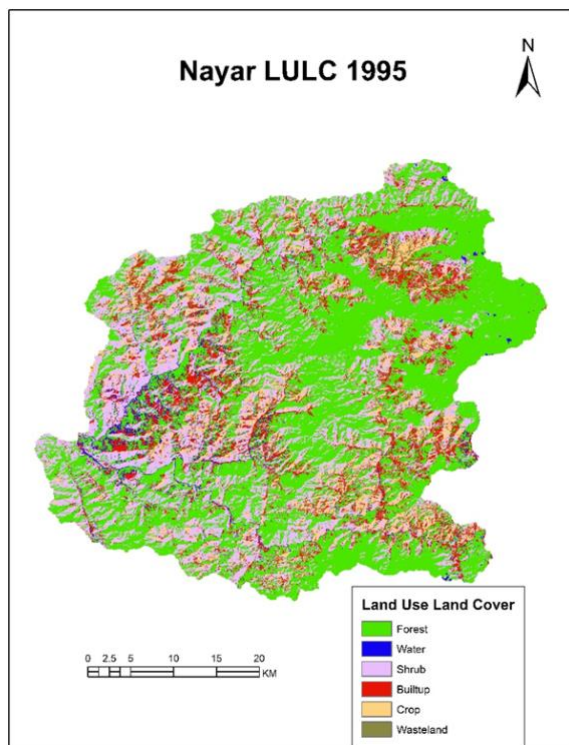 N
Nayar LULC 1995
Land Use Land Cover
Forest
Water
Shrub
Builtup
Crop
Wasteland
0 2.5 5 10 15 20
KM